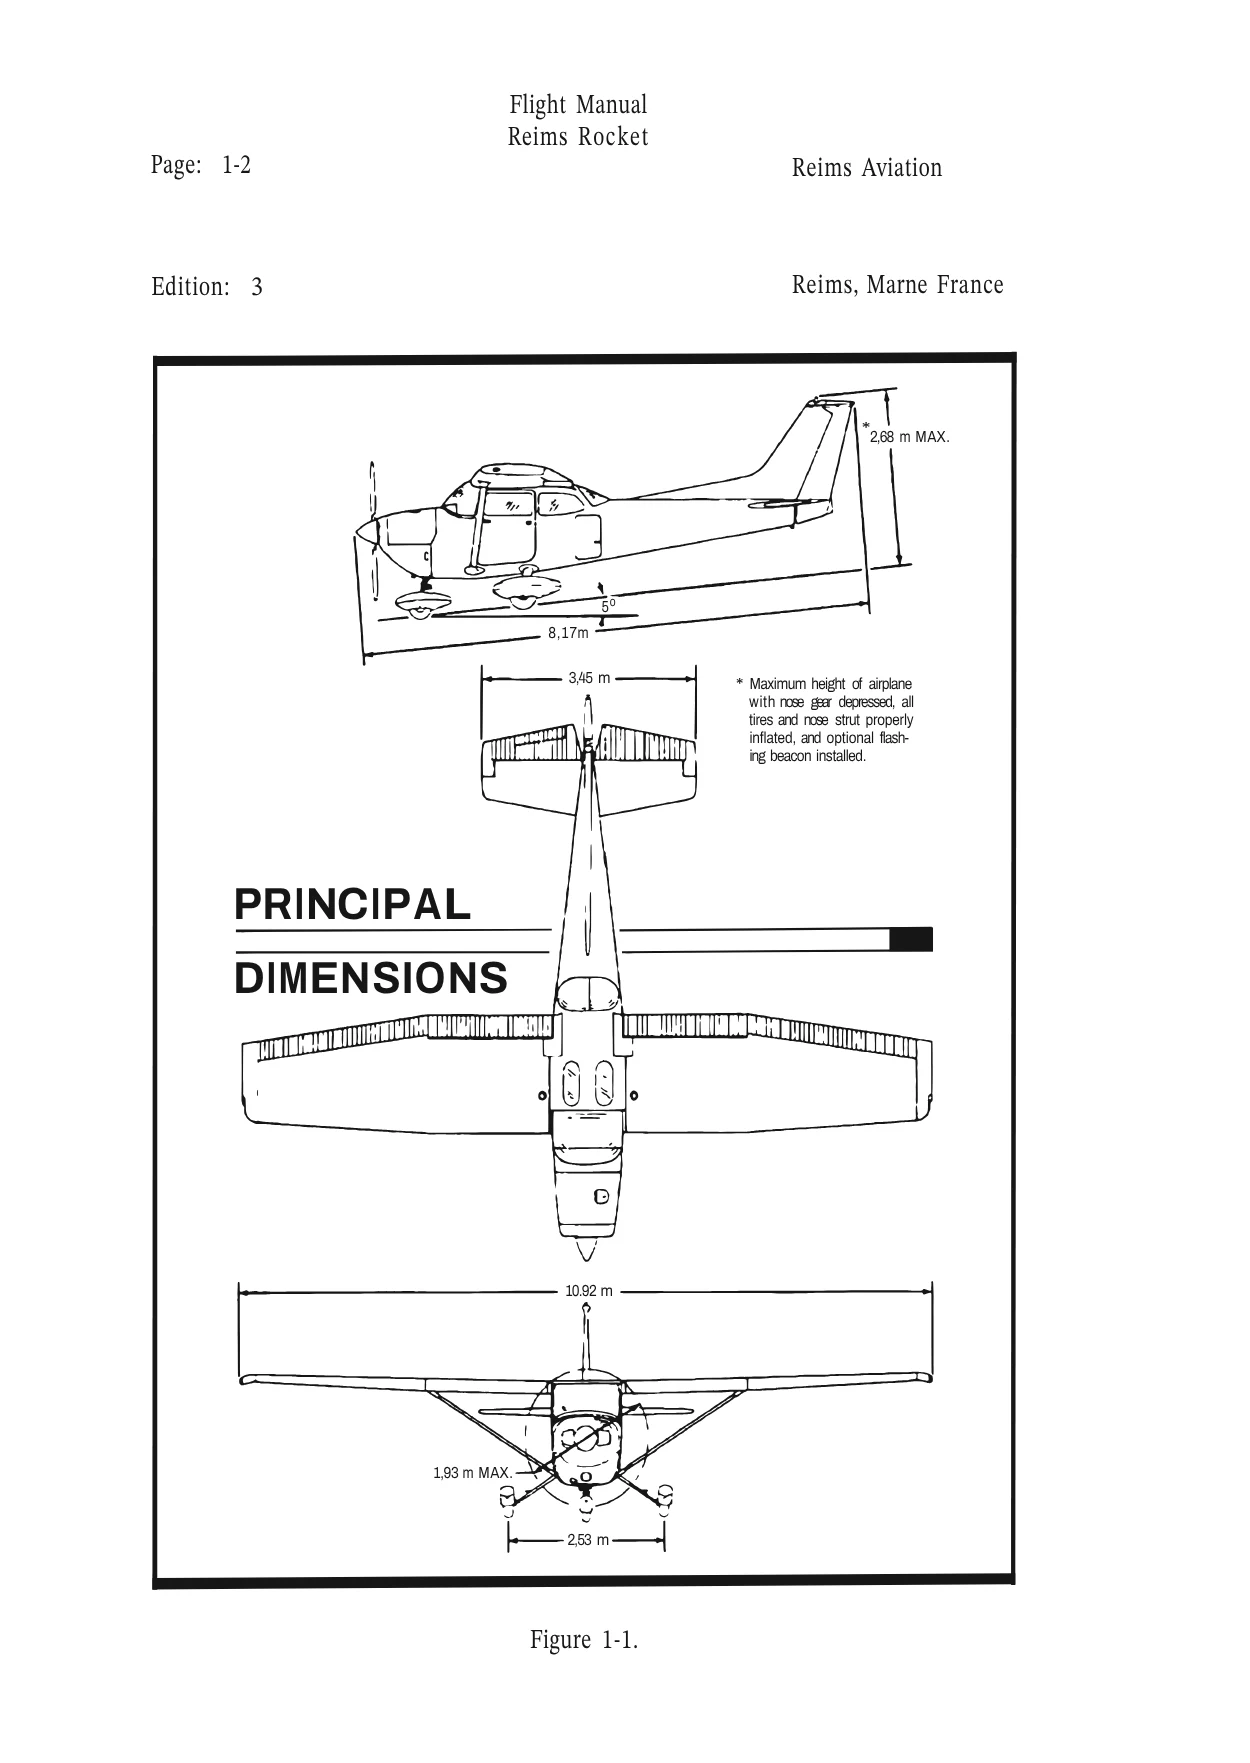 Flight Manual
Reims Rocket
Page: 1-2
Reims Aviation
Edition: 3
Reims, Marne France
*
2,68 m MAX.
5°
8,17m
3,45 m
* Maximum height of airplane
with nose gear depressed, all
tires and nose strut properly
inflated, and optional flash-
ing beacon installed.
PRINCIPAL
DIMENSIONS
10.92 m
1,93 m MAX.
2,53 m
Figure 1-1.